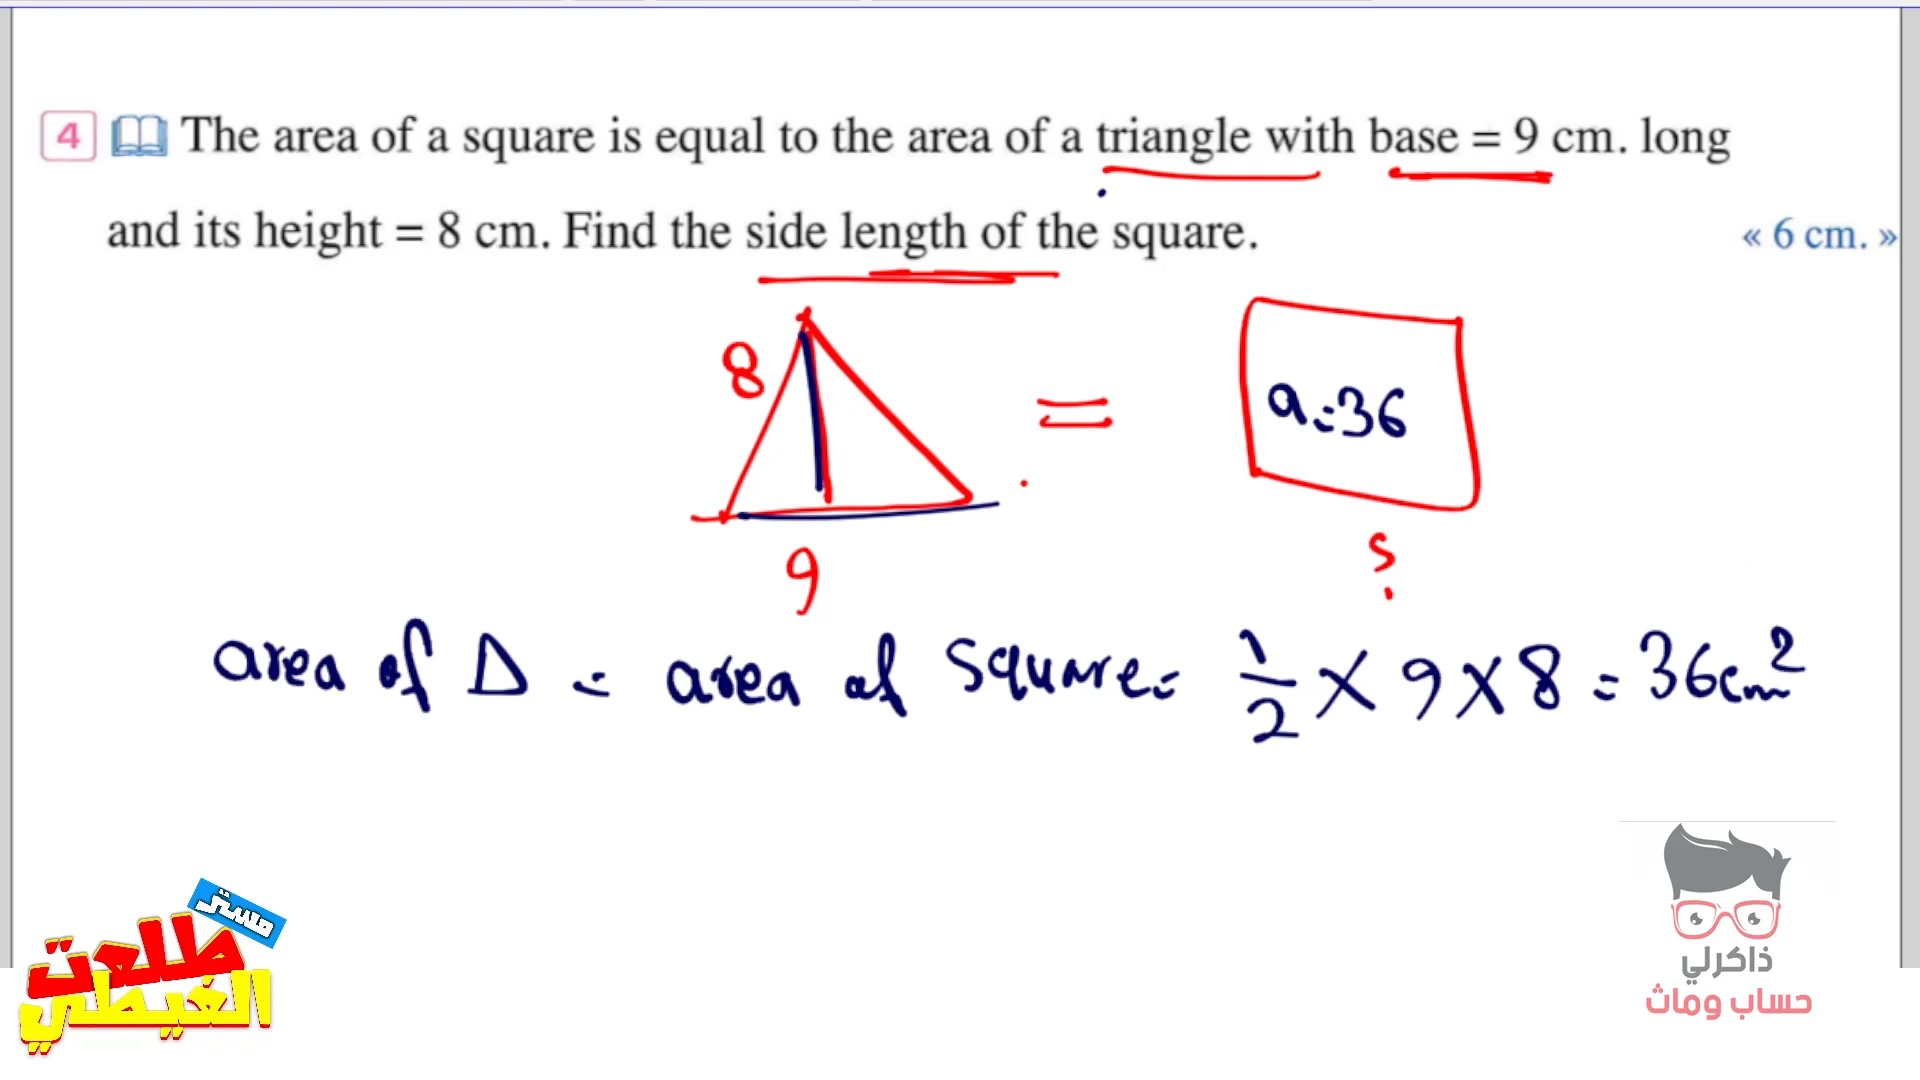 4 The area of a square is equal to the area of a triangle with base = 9 cm. long
and its height = 8 cm. Find the side length of the square. « 6 cm. »
8
=
a=36
9
?
area of Δ = area of square = 1/2 × 9 × 8 = 36cm²
مستر
طلعت
الغيطي
ذاكرلي
حساب وماث